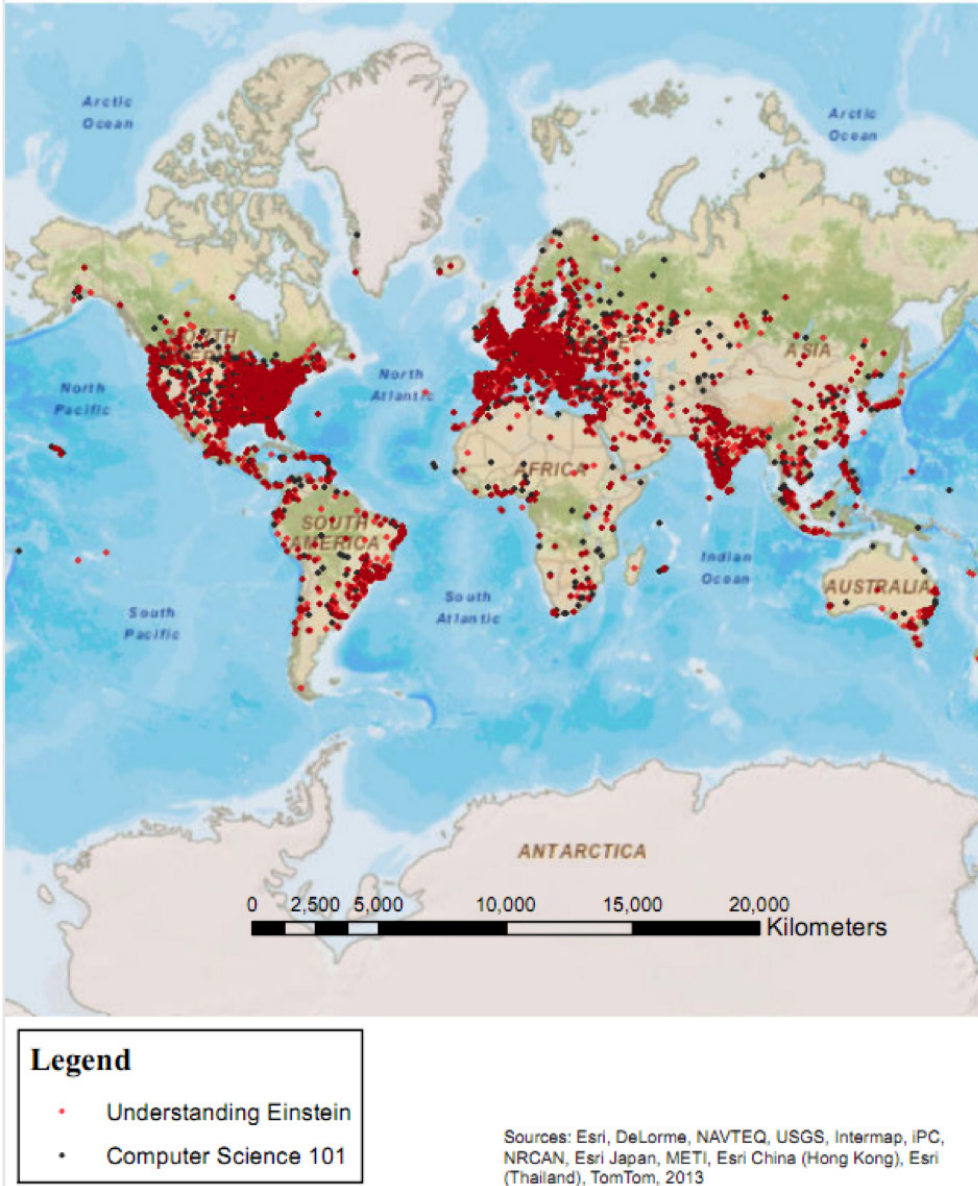 Arctic
Ocean
Arctic
Ocean
NORTH
AMERICA
EUROPE
ASIA
North
Pacific
North
Atlantic
AFRICA
SOUTH
AMERICA
Indian
Ocean
AUSTRALIA
South
Pacific
South
Atlantic
ANTARCTICA
0 2,500 5,000 10,000 15,000 20,000
Kilometers
Legend
Understanding Einstein
Computer Science 101
Sources: Esri, DeLorme, NAVTEQ, USGS, Intermap, iPC,
NRCAN, Esri Japan, METI, Esri China (Hong Kong), Esri
(Thailand), TomTom, 2013